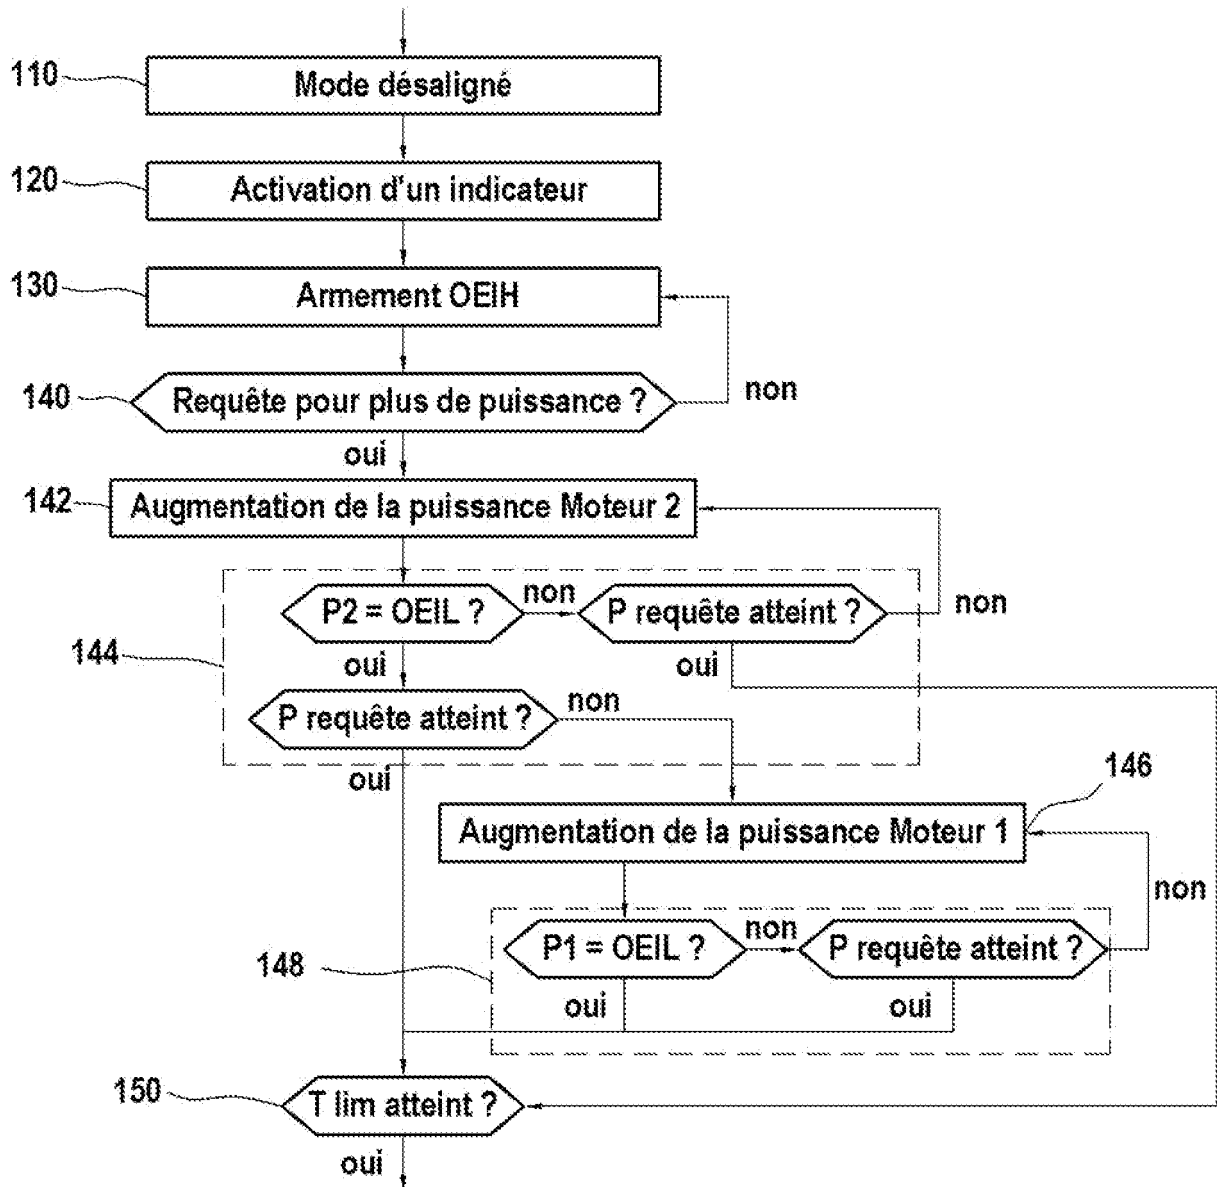 110
Mode désaligné
120
Activation d'un indicateur
130
Armement OEIH
140
Requête pour plus de puissance ?
non
oui
142
Augmentation de la puissance Moteur 2
144
P2 = OEIL ?
non
P requête atteint ?
non
oui
oui
P requête atteint ?
non
oui
146
Augmentation de la puissance Moteur 1
non
148
P1 = OEIL ?
non
P requête atteint ?
oui
oui
150
T lim atteint ?
oui